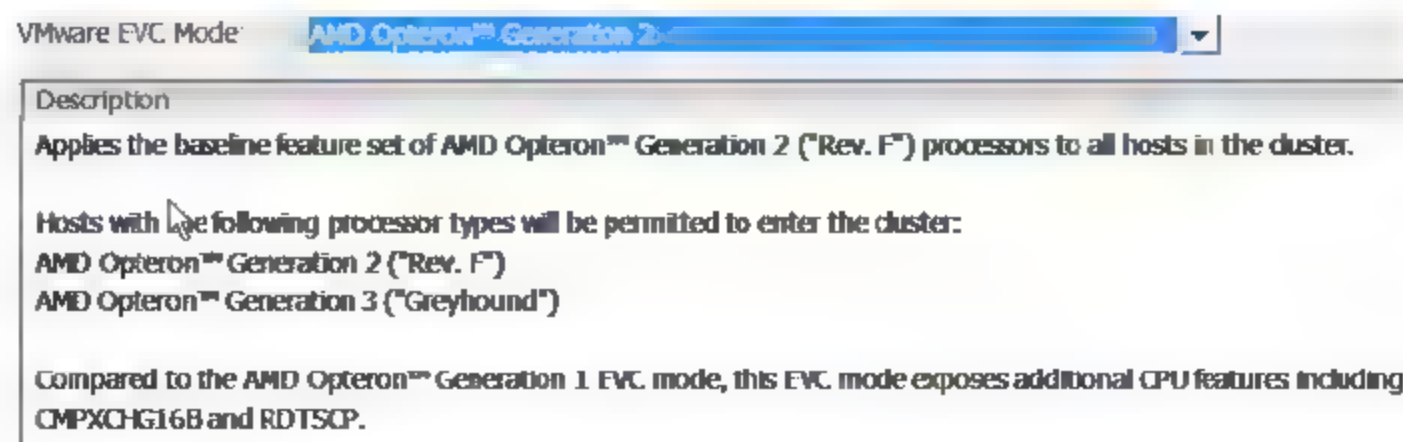 VMware EVC Mode: AMD Opteron™ Generation 2
Description
Applies the baseline feature set of AMD Opteron™ Generation 2 ("Rev. F") processors to all hosts in the cluster.
Hosts with the following processor types will be permitted to enter the cluster:
AMD Opteron™ Generation 2 ("Rev. F")
AMD Opteron™ Generation 3 ("Greyhound")
Compared to the AMD Opteron™ Generation 1 EVC mode, this EVC mode exposes additional CPU features including
CMPXCHG16B and RDTSCP.